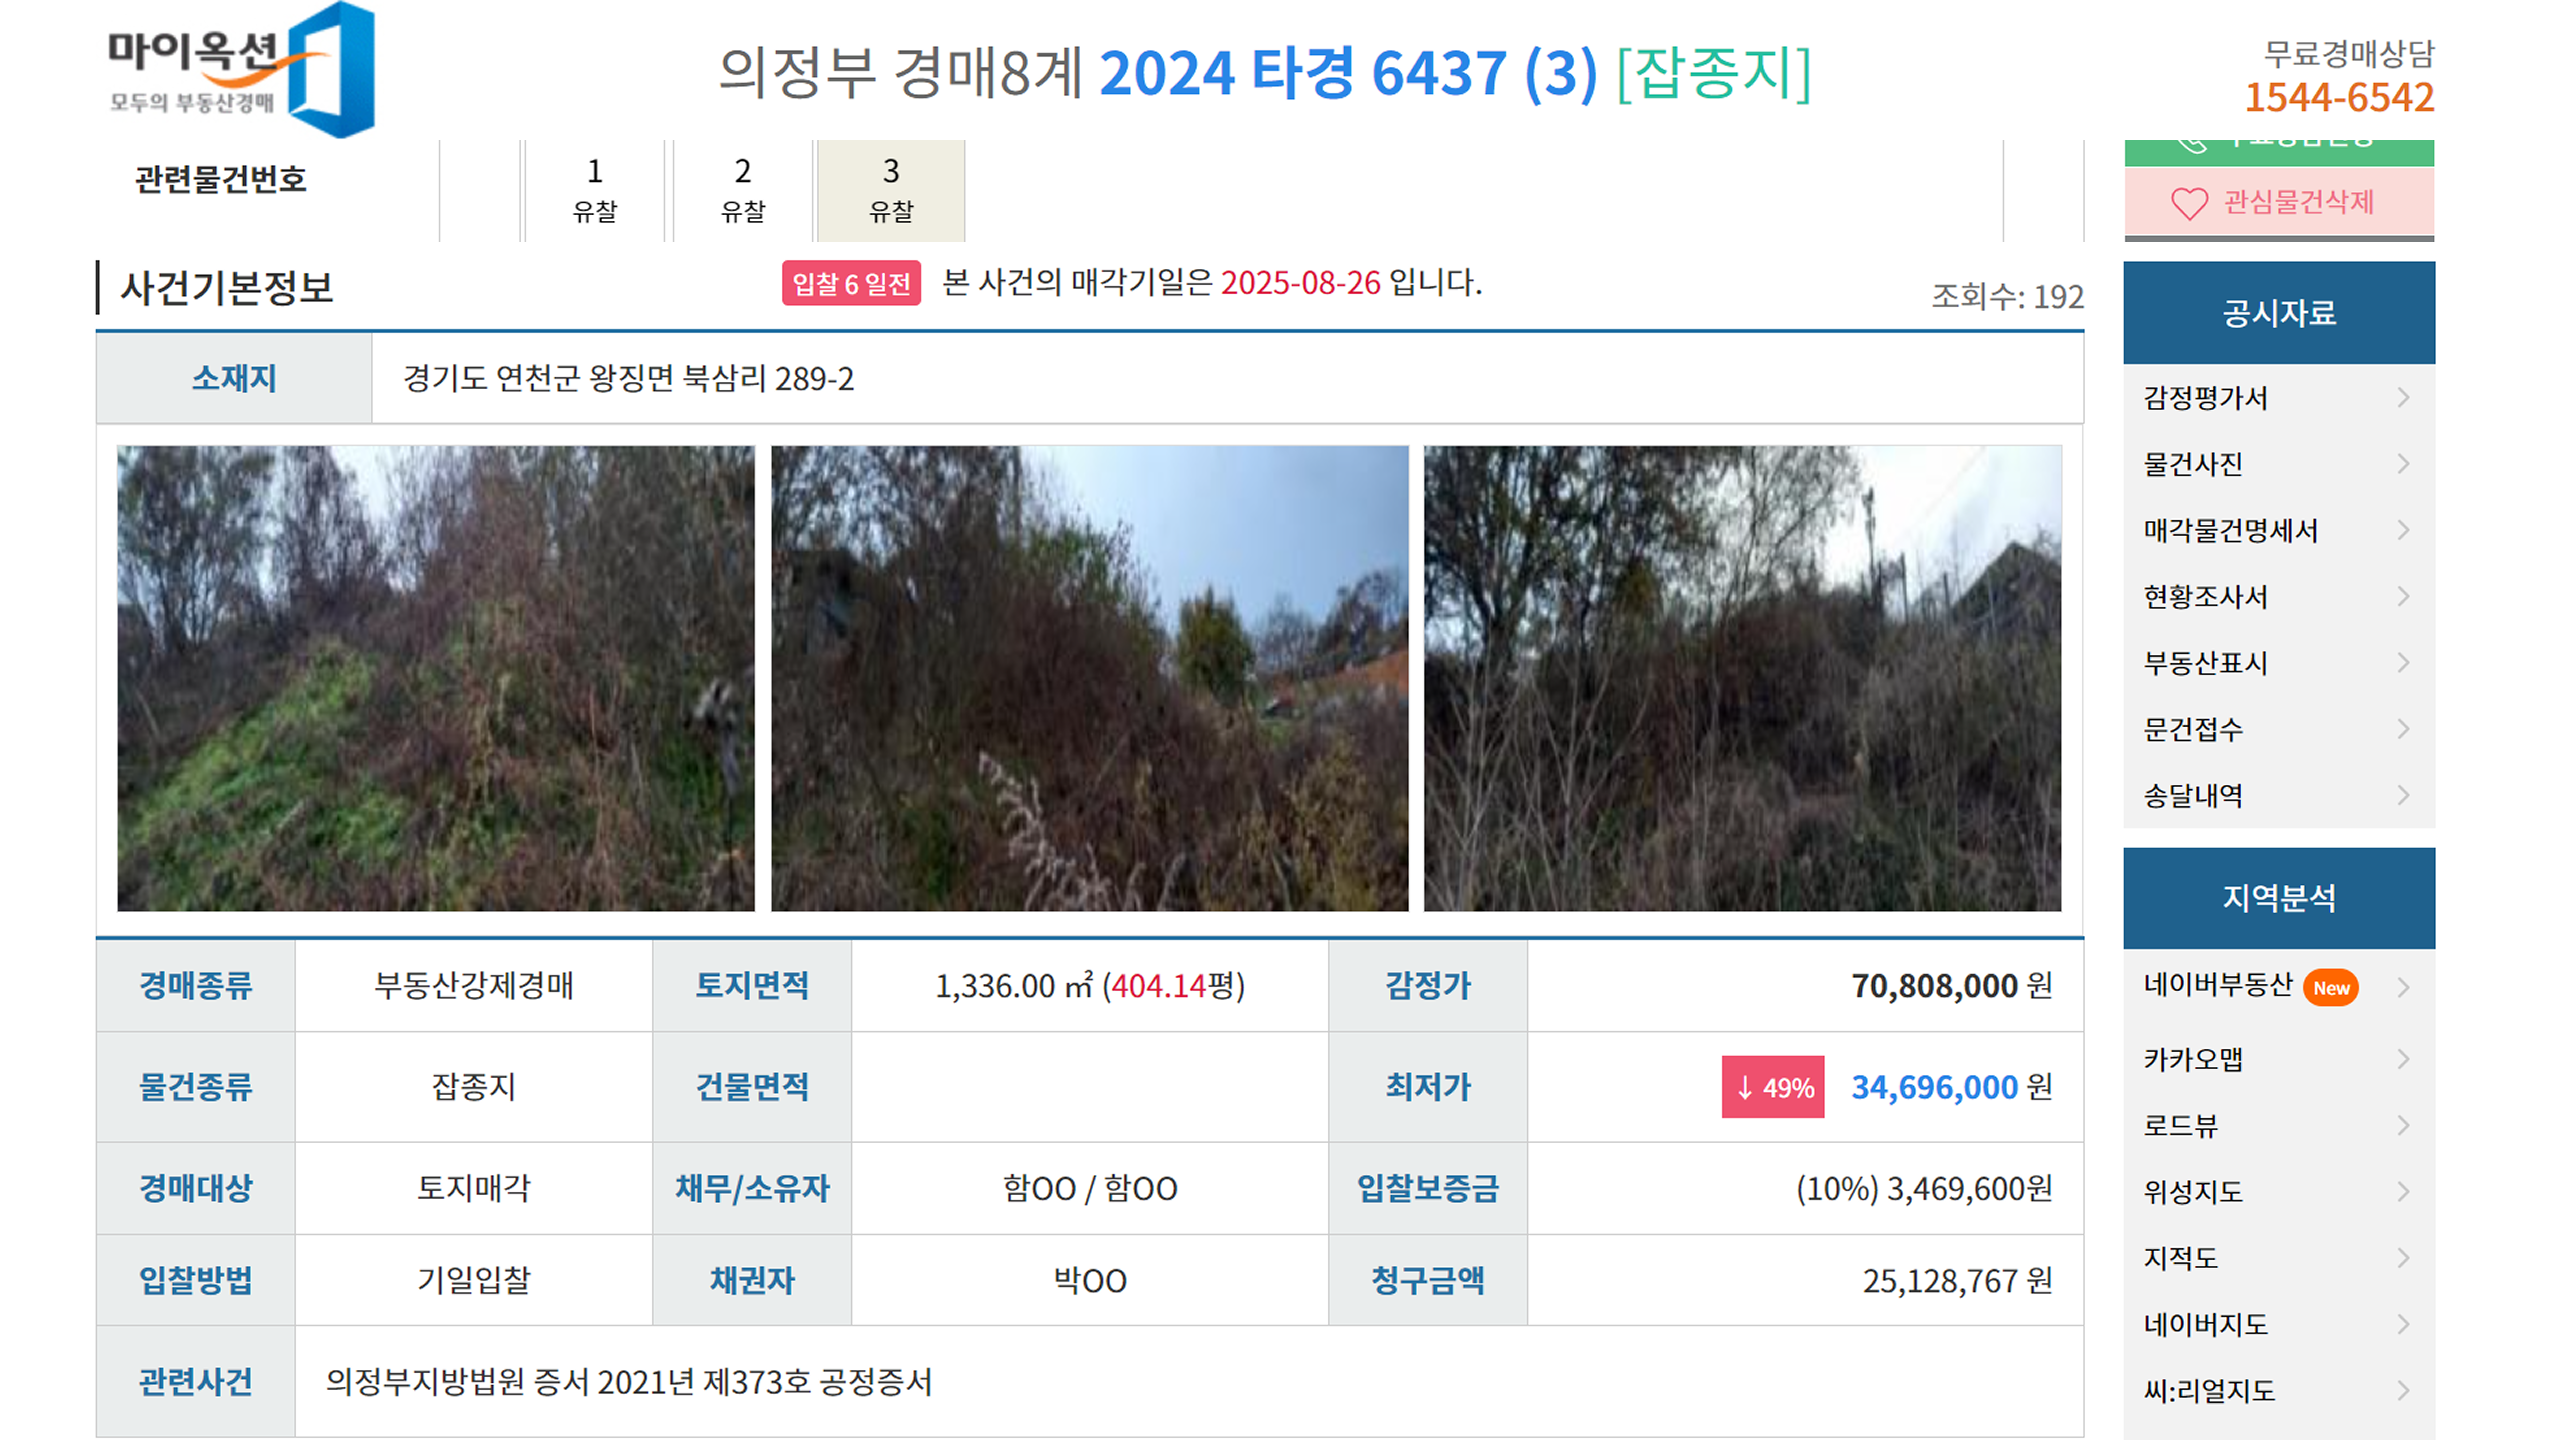 마이옥션
모두의 부동산경매
의정부 경매8계 2024 타경 6437 (3) [잡종지]
무료경매상담
1544-6542
관련물건번호
1
유찰
2
유찰
3
유찰
관심물건삭제
사건기본정보
입찰 6 일전 본 사건의 매각기일은 2025-08-26 입니다.
조회수: 192
소재지 경기도 연천군 왕징면 북삼리 289-2
경매종류 부동산강제경매 토지면적 1,336.00 ㎡ (404.14평) 감정가 70,808,000 원
물건종류 잡종지 건물면적 최저가 ↓ 49% 34,696,000 원
경매대상 토지매각 채무/소유자 함OO / 함OO 입찰보증금 (10%) 3,469,600원
입찰방법 기일입찰 채권자 박OO 청구금액 25,128,767 원
관련사건 의정부지방법원 증서 2021년 제373호 공정증서
공시자료
감정평가서
물건사진
매각물건명세서
현황조사서
부동산표시
문건접수
송달내역
지역분석
네이버부동산 New
카카오맵
로드뷰
위성지도
지적도
네이버지도
씨:리얼지도